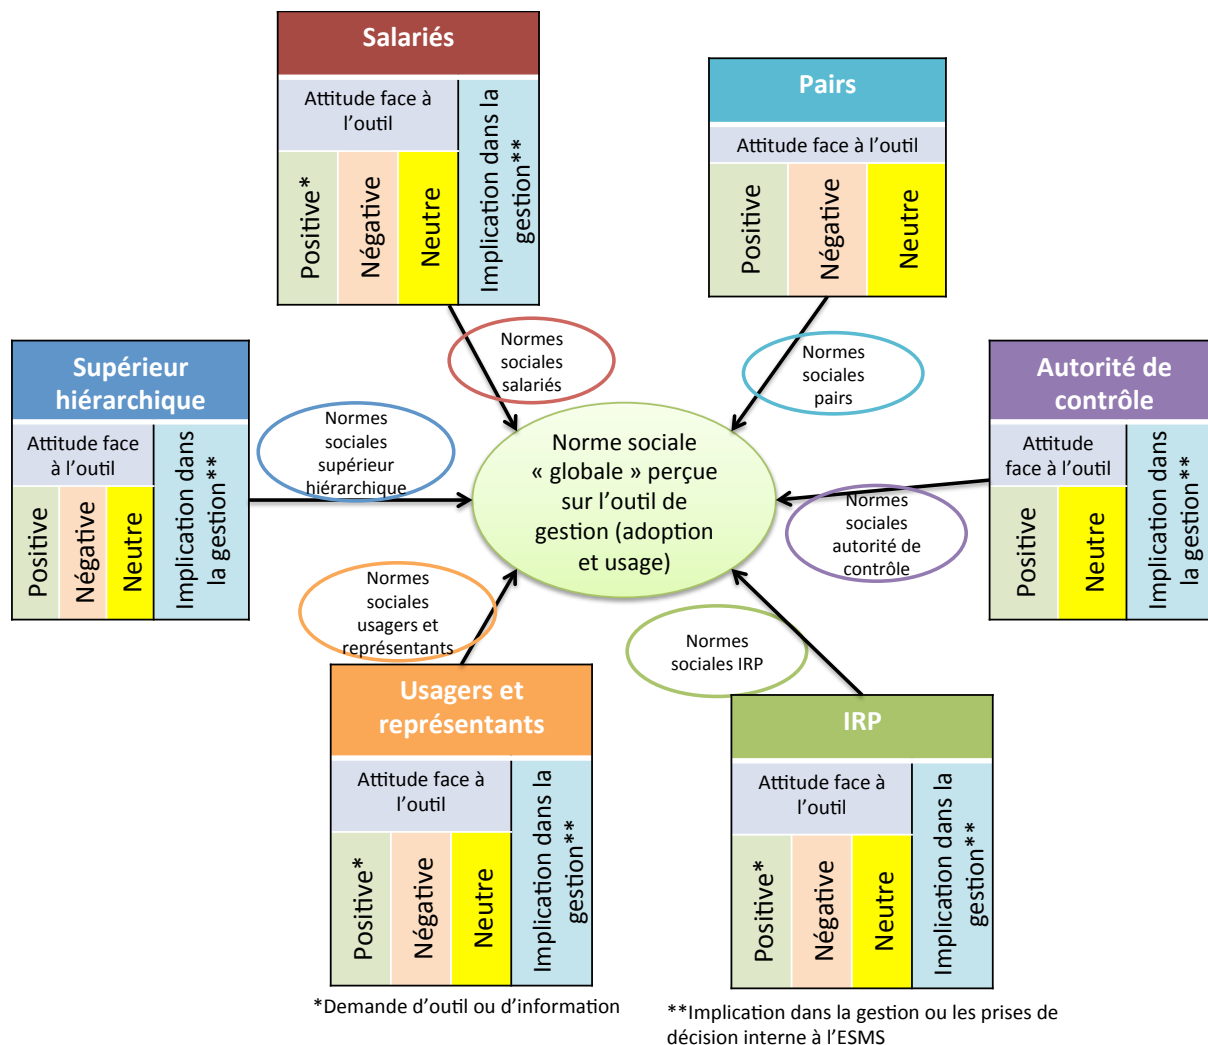 Salariés
Attitude face à
l’outil
Positive*
Négative
Neutre
Implication dans la
gestion**
Pairs
Attitude face à l’outil
Positive
Négative
Neutre
Normes
sociales
salariés
Normes
sociales
pairs
Supérieur
hiérarchique
Attitude face
à l’outil
Positive
Négative
Neutre
Implication dans
la gestion**
Normes
sociales
supérieur
hiérarchique
Norme sociale
« globale » perçue
sur l’outil de
gestion (adoption
et usage)
Autorité de
contrôle
Attitude
face à l’outil
Positive
Neutre
Implication dans
la gestion**
Normes
sociales
autorité de
contrôle
Normes
sociales
usagers et
représentants
Normes
sociales IRP
Usagers et
représentants
Attitude face à
l’outil
Positive*
Négative
Neutre
Implication dans la
gestion**
IRP
Attitude face à
l’outil
Positive*
Négative
Neutre
Implication dans la
gestion**
*Demande d’outil ou d’information
**Implication dans la gestion ou les prises de
décision interne à l’ESMS